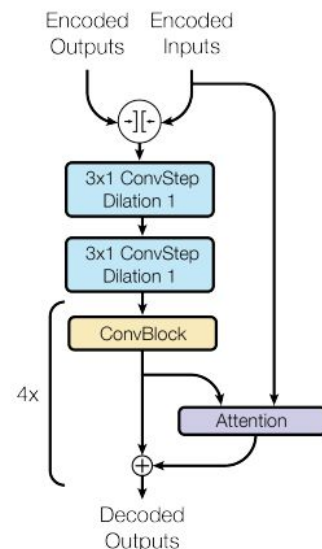 Encoded Outputs
Encoded Inputs
→][←
3x1 ConvStep
Dilation 1
3x1 ConvStep
Dilation 1
ConvBlock
4x
Attention
+
Decoded
Outputs